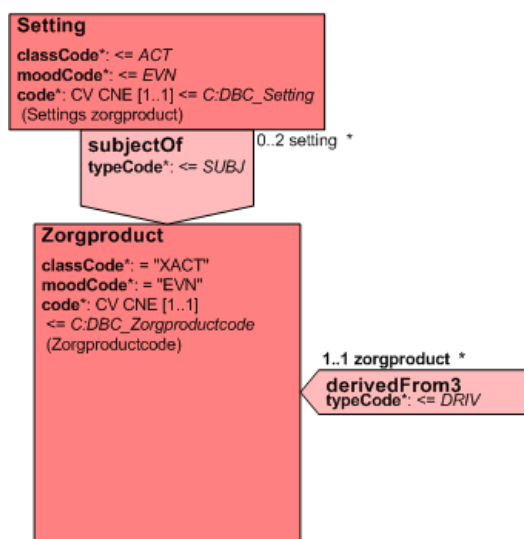 Setting
classCode*: <= ACT
moodCode*: <= EVN
code*: CV CNE [1..1] <= C:DBC_Setting
(Settings zorgproduct)
0..2 setting *
subjectOf
typeCode*: <= SUBJ
Zorgproduct
classCode*: = "XACT"
moodCode*: = "EVN"
code*: CV CNE [1..1]
<= C:DBC_Zorgproductcode
(Zorgproductcode)
1..1 zorgproduct *
derivedFrom3
typeCode*: <= DRIV